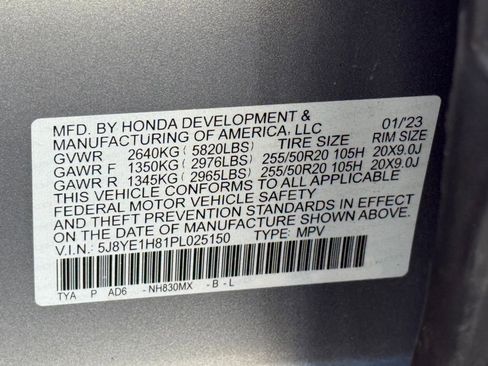 MFD. BY HONDA DEVELOPMENT & 01/'23
MANUFACTURING OF AMERICA, LLC
TIRE SIZE RIM SIZE
GVWR 2640KG ( 5820LBS)
GAWR F 1350KG ( 2976LBS) 255/50R20 105H 20X9.0J
GAWR R 1345KG ( 2965LBS) 255/50R20 105H 20X9.0J
THIS VEHICLE CONFORMS TO ALL APPLICABLE
FEDERAL MOTOR VEHICLE SAFETY, BUMPER
AND THEFT PREVENTION STANDARDS IN EFFECT
ON THE DATE OF MANUFACTURE SHOWN ABOVE.
V.I.N.: 5J8YE1H81PL025150 TYPE: MPV
TYA P AD6 -NH830MX -B-L